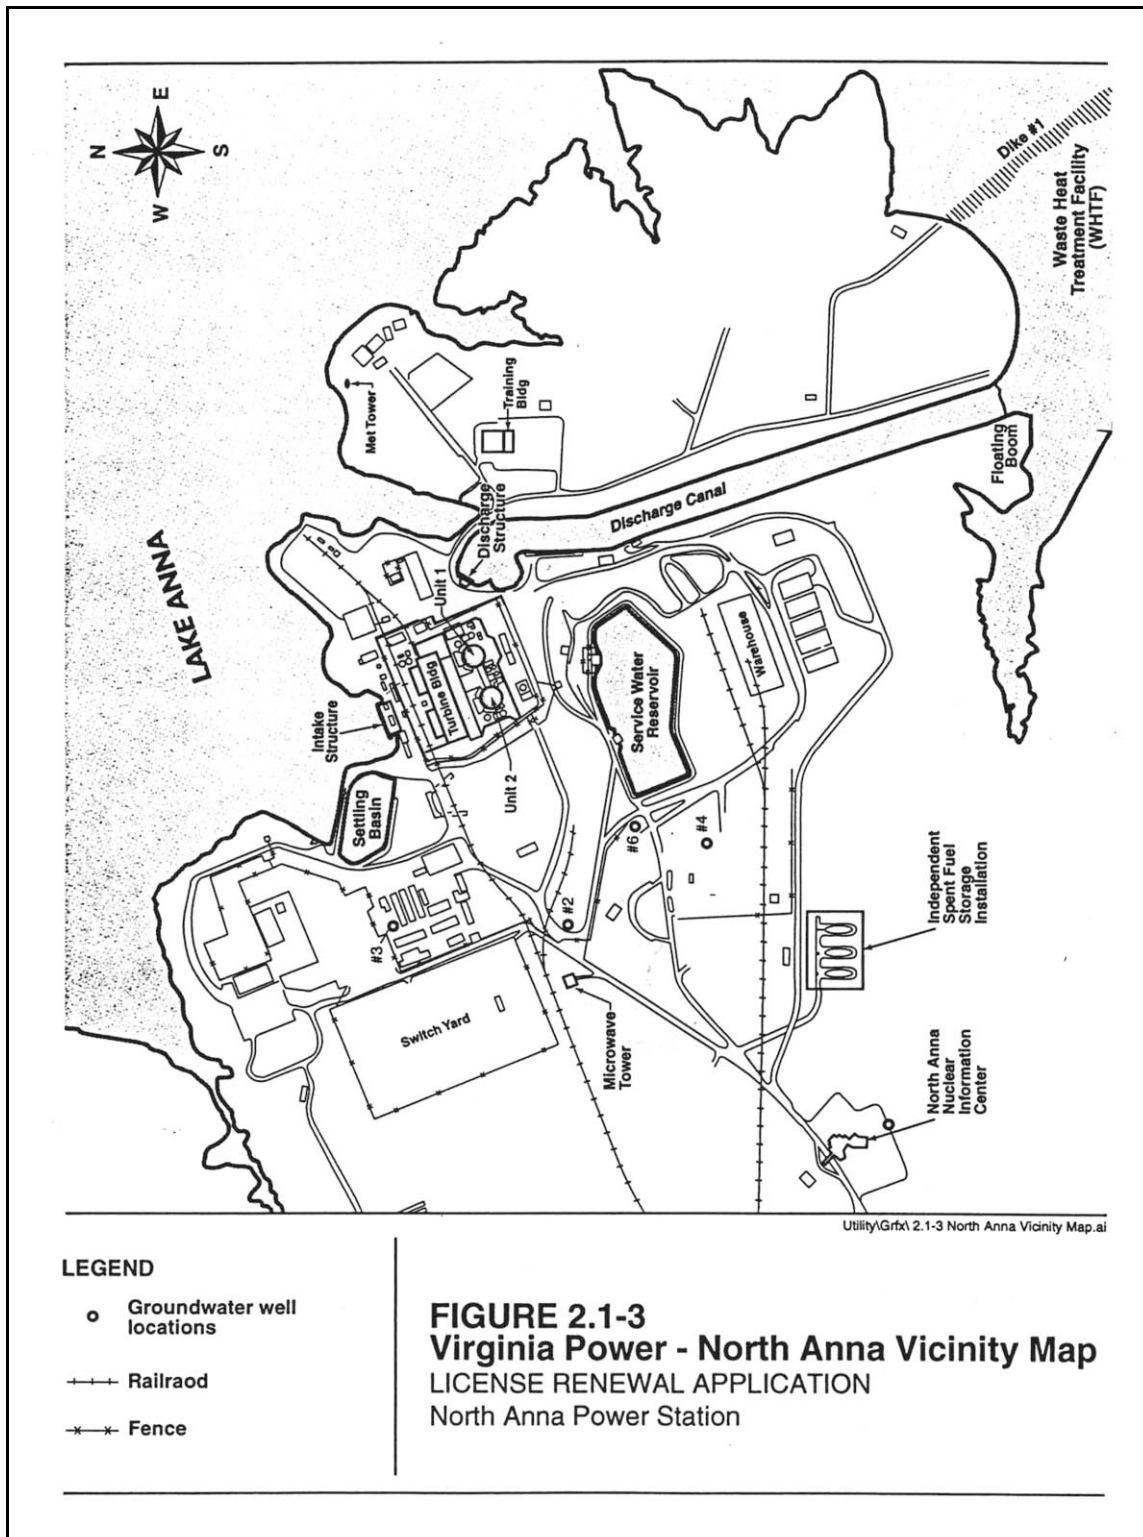 N
E
S
W
LAKE ANNA
Dike #1
Waste Heat
Treatment Facility
(WHTF)
Met Tower
Training
Bldg
Discharge
Structure
Discharge Canal
Floating
Boom
Unit 1
Turbine Bldg
Unit 2
Intake
Structure
Settling
Basin
Service Water
Reservoir
Warehouse
#3
#2
#6
#4
Switch Yard
Microwave
Tower
Independent
Spent Fuel
Storage
Installation
North Anna
Nuclear
Information
Center
Utility\Grfx\ 2.1-3 North Anna Vicinity Map.ai
LEGEND
Groundwater well
locations
Railraod
Fence
FIGURE 2.1-3
Virginia Power - North Anna Vicinity Map
LICENSE RENEWAL APPLICATION
North Anna Power Station